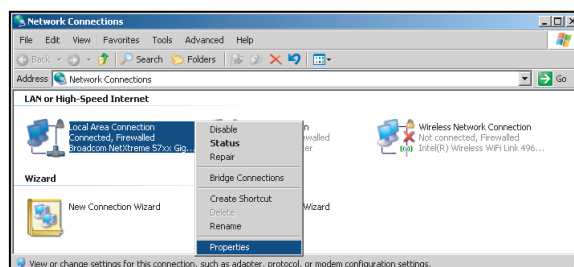 Network Connections
File Edit View Favorites Tools Advanced Help
Back Search Folders
Address Network Connections Go
LAN or High-Speed Internet
Local Area Connection
Connected, Firewalled
Broadcom NetXtreme 57xx Gig...
Disable
Status
Repair
Bridge Connections
Create Shortcut
Delete
Rename
Properties
Wireless Network Connection
Not connected, Firewalled
Intel(R) Wireless WiFi Link 496...
Wizard
New Connection Wizard
Wizard
View or change settings for this connection, such as adapter, protocol, or modem configuration settings.